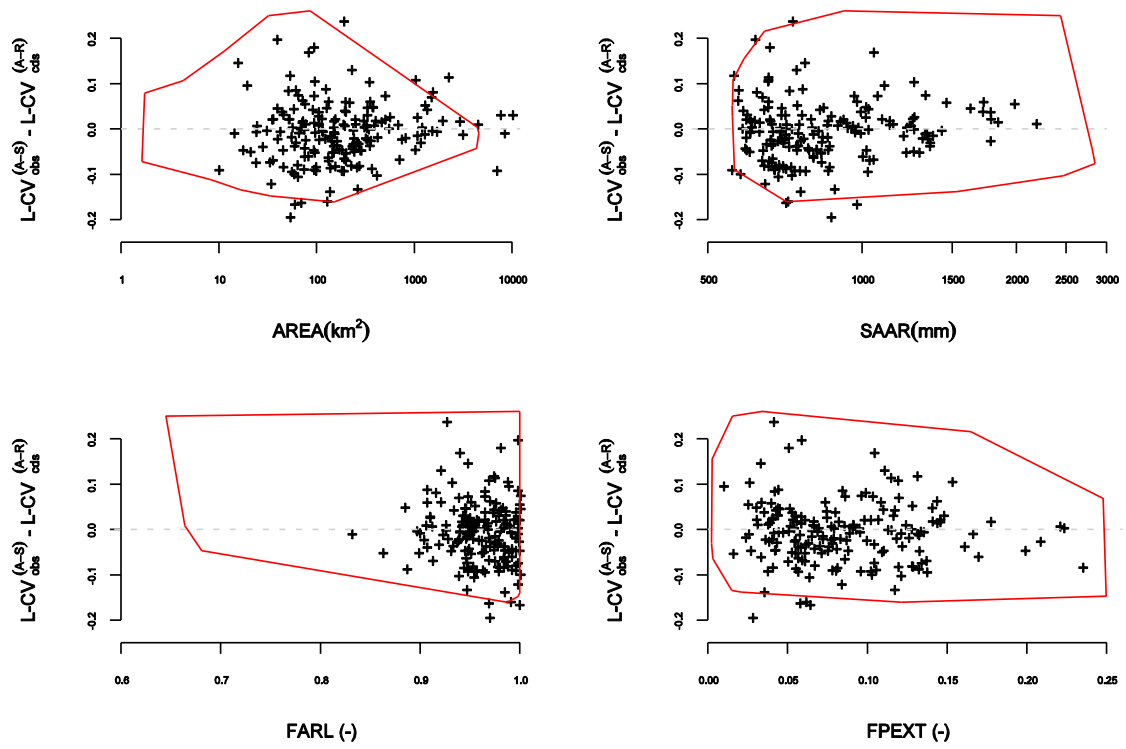 L-CV obs (A−S) - L-CV cds (A−R)
0.2
0.1
0.0
-0.1
-0.2
1 10 100 1000 10000
AREA(km²)
L-CV obs (A−S) - L-CV cds (A−R)
0.2
0.1
0.0
-0.1
-0.2
500 1000 1500 2000 2500 3000
SAAR(mm)
L-CV obs (A−S) - L-CV cds (A−R)
0.2
0.1
0.0
-0.1
-0.2
0.6 0.7 0.8 0.9 1.0
FARL (-)
L-CV obs (A−S) - L-CV cds (A−R)
0.2
0.1
0.0
-0.1
-0.2
0.00 0.05 0.10 0.15 0.20 0.25
FPEXT (-)